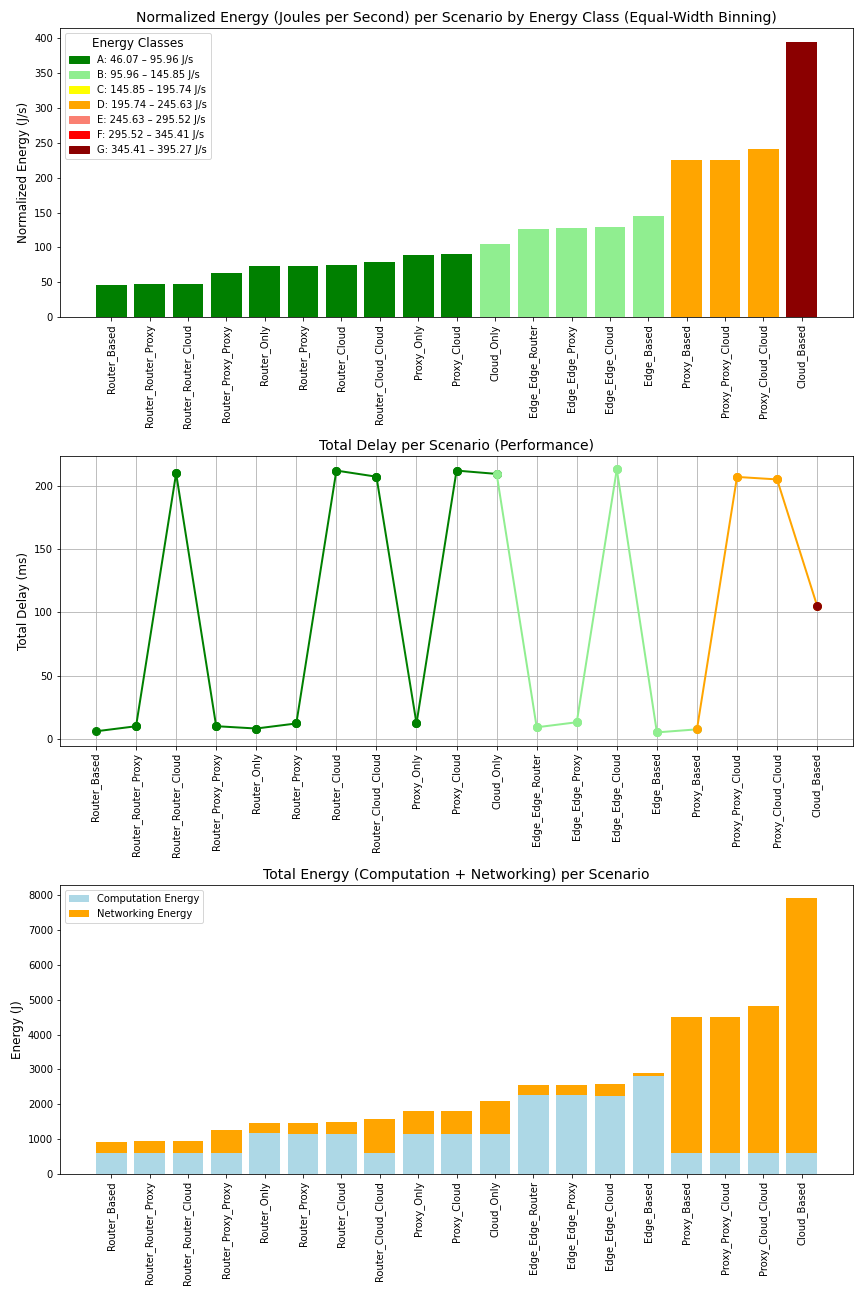 Normalized Energy (Joules per Second) per Scenario by Energy Class (Equal-Width Binning)
Normalized Energy (J/s)
400
350
300
250
200
150
100
50
0
Energy Classes
A: 46.07 – 95.96 J/s
B: 95.96 – 145.85 J/s
C: 145.85 – 195.74 J/s
D: 195.74 – 245.63 J/s
E: 245.63 – 295.52 J/s
F: 295.52 – 345.41 J/s
G: 345.41 – 395.27 J/s
Router_Based
Router_Router_Proxy
Router_Router_Cloud
Router_Proxy_Proxy
Router_Only
Router_Proxy
Router_Cloud
Router_Cloud_Cloud
Proxy_Only
Proxy_Cloud
Cloud_Only
Edge_Edge_Router
Edge_Edge_Proxy
Edge_Edge_Cloud
Edge_Based
Proxy_Based
Proxy_Proxy_Cloud
Proxy_Cloud_Cloud
Cloud_Based
Total Delay per Scenario (Performance)
Total Delay (ms)
200
150
100
50
0
Router_Based
Router_Router_Proxy
Router_Router_Cloud
Router_Proxy_Proxy
Router_Only
Router_Proxy
Router_Cloud
Router_Cloud_Cloud
Proxy_Only
Proxy_Cloud
Cloud_Only
Edge_Edge_Router
Edge_Edge_Proxy
Edge_Edge_Cloud
Edge_Based
Proxy_Based
Proxy_Proxy_Cloud
Proxy_Cloud_Cloud
Cloud_Based
Total Energy (Computation + Networking) per Scenario
Energy (J)
8000
7000
6000
5000
4000
3000
2000
1000
0
Computation Energy
Networking Energy
Router_Based
Router_Router_Proxy
Router_Router_Cloud
Router_Proxy_Proxy
Router_Only
Router_Proxy
Router_Cloud
Router_Cloud_Cloud
Proxy_Only
Proxy_Cloud
Cloud_Only
Edge_Edge_Router
Edge_Edge_Proxy
Edge_Edge_Cloud
Edge_Based
Proxy_Based
Proxy_Proxy_Cloud
Proxy_Cloud_Cloud
Cloud_Based